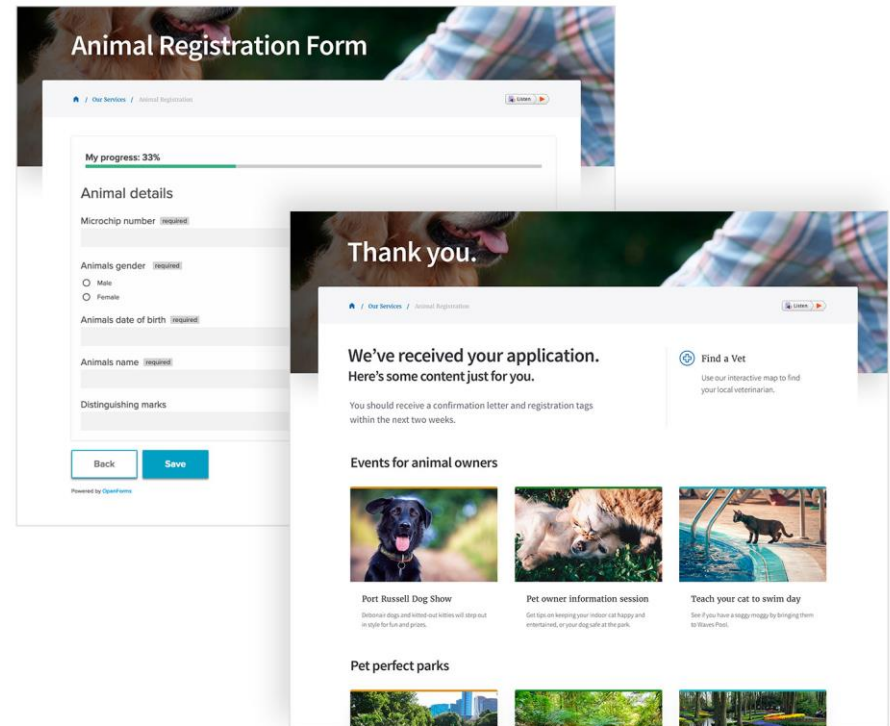 Animal Registration Form
/ Our Services / Animal Registration
Listen
My progress: 33%
Animal details
Microchip number required
Animals gender required
Male
Female
Animals date of birth required
Animals name required
Distinguishing marks
Back Save
Powered by OpenForms
Thank you.
/ Our Services / Animal Registration
Listen
We've received your application.
Here's some content just for you.
You should receive a confirmation letter and registration tags
within the next two weeks.
Find a Vet
Use our interactive map to find
your local veterinarian.
Events for animal owners
Port Russell Dog Show
Debonair dogs and kitted-out kitties will step out
in style for fun and prizes.
Pet owner information session
Get tips on keeping your indoor cat happy and
entertained, or your dog safe at the park.
Teach your cat to swim day
See if you have a soggy moggy by bringing them
to Waves Pool.
Pet perfect parks